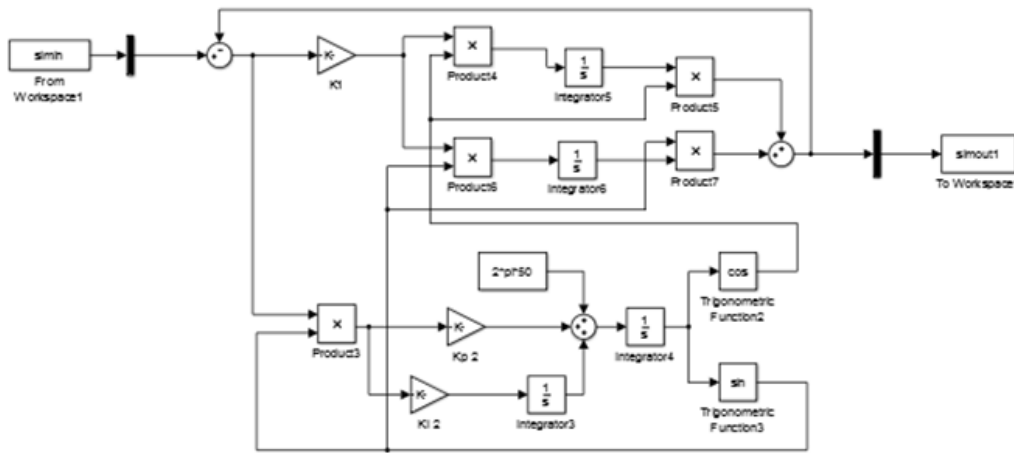 simin
From
Workspace1
K-
K1
×
Product4
1
s
Integrator5
×
Product5
×
Product6
1
s
Integrator6
×
Product7
simout1
To Workspace
2*pi*50
cos
Trigonometric
Function2
×
Product3
K-
Kp 2
1
s
Integrator4
K-
Ki 2
1
s
Integrator3
sin
Trigonometric
Function3